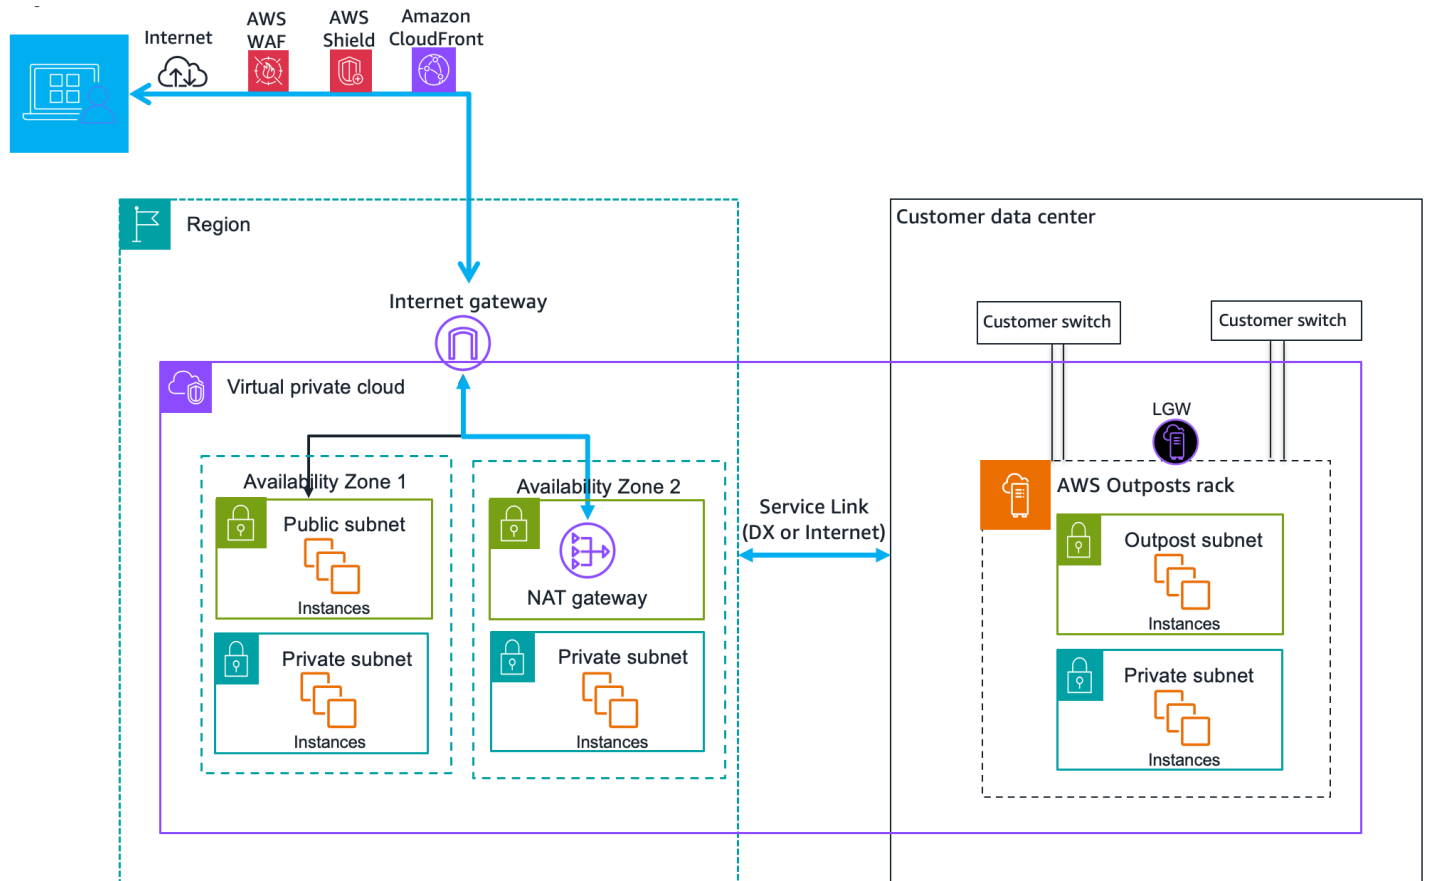 Internet
AWS
WAF
AWS
Shield
Amazon
CloudFront
Region
Customer data center
Internet gateway
Customer switch
Customer switch
Virtual private cloud
LGW
Availability Zone 1
Availability Zone 2
AWS Outposts rack
Service Link
(DX or Internet)
Public subnet
Instances
NAT gateway
Outpost subnet
Instances
Private subnet
Instances
Private subnet
Instances
Private subnet
Instances